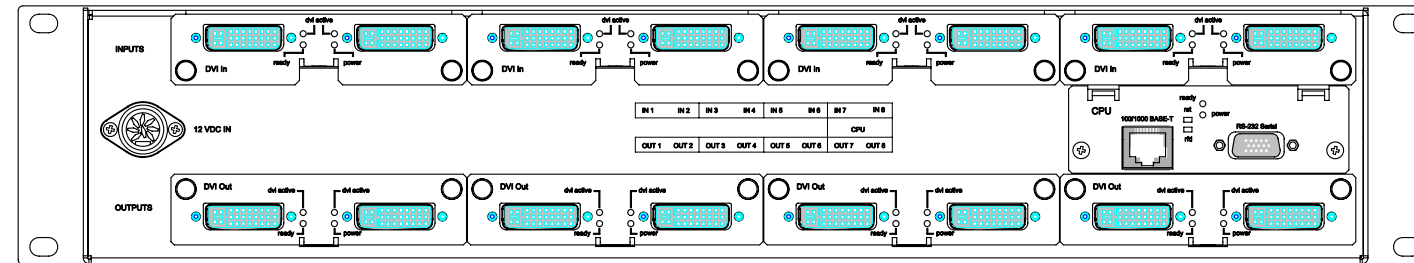 INPUTS
dvi active
ready power
DVI In
dvi active
ready power
DVI In
dvi active
ready power
DVI In
dvi active
ready power
DVI In
12 VDC IN
IN 1 IN 2 IN 3 IN 4 IN 5 IN 6 IN 7 IN 8
CPU
OUT 1 OUT 2 OUT 3 OUT 4 OUT 5 OUT 6 OUT 7 OUT 8
CPU
100/1000 BASE-T
ready
rst
power
rfd
RS-232 Serial
OUTPUTS
DVI Out
dvi active dvi active
ready power
DVI Out
dvi active dvi active
ready power
DVI Out
dvi active dvi active
ready power
DVI Out
dvi active dvi active
ready power